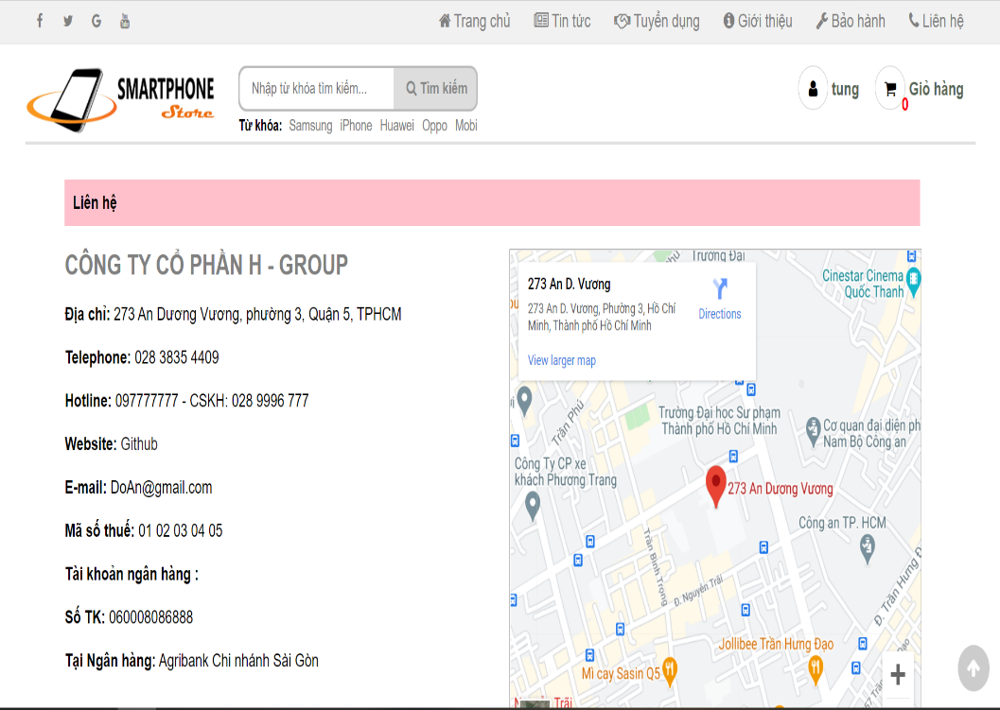 Trang chủ Tin tức Tuyển dụng Giới thiệu Bảo hành Liên hệ
SMARTPHONE
Store
Nhập từ khóa tìm kiếm... Tìm kiếm
tung
0
Giỏ hàng
Từ khóa: Samsung iPhone Huawei Oppo Mobi
Liên hệ
CÔNG TY CỔ PHẦN H - GROUP
Địa chỉ: 273 An Dương Vương, phường 3, Quận 5, TPHCM
Telephone: 028 3835 4409
Hotline: 097777777 - CSKH: 028 9996 777
Website: Github
E-mail: DoAn@gmail.com
Mã số thuế: 01 02 03 04 05
Tài khoản ngân hàng :
Số TK: 060008086888
Tại Ngân hàng: Agribank Chi nhánh Sài Gòn
Trương Đại
273 An D. Vương
273 An D. Vương, Phường 3, Hồ Chí
Minh, Thành phố Hồ Chí Minh
Directions
View larger map
Cinestar Cinema
Quốc Thanh
Trần Phú
Trường Đại học Sư phạm
Thành phố Hồ Chí Minh
Cơ quan đại diện ph
Nam Bộ Công an
Công Ty CP xe
khách Phương Trang
273 An Dương Vương
Công an TP. HCM
Trần Bình Trọng
Đ. Nguyễn Trãi
Đ. Trần Hưng Đ
Jollibee Trần Hưng Đạo
Mì cay Sasin Q5
Trãi